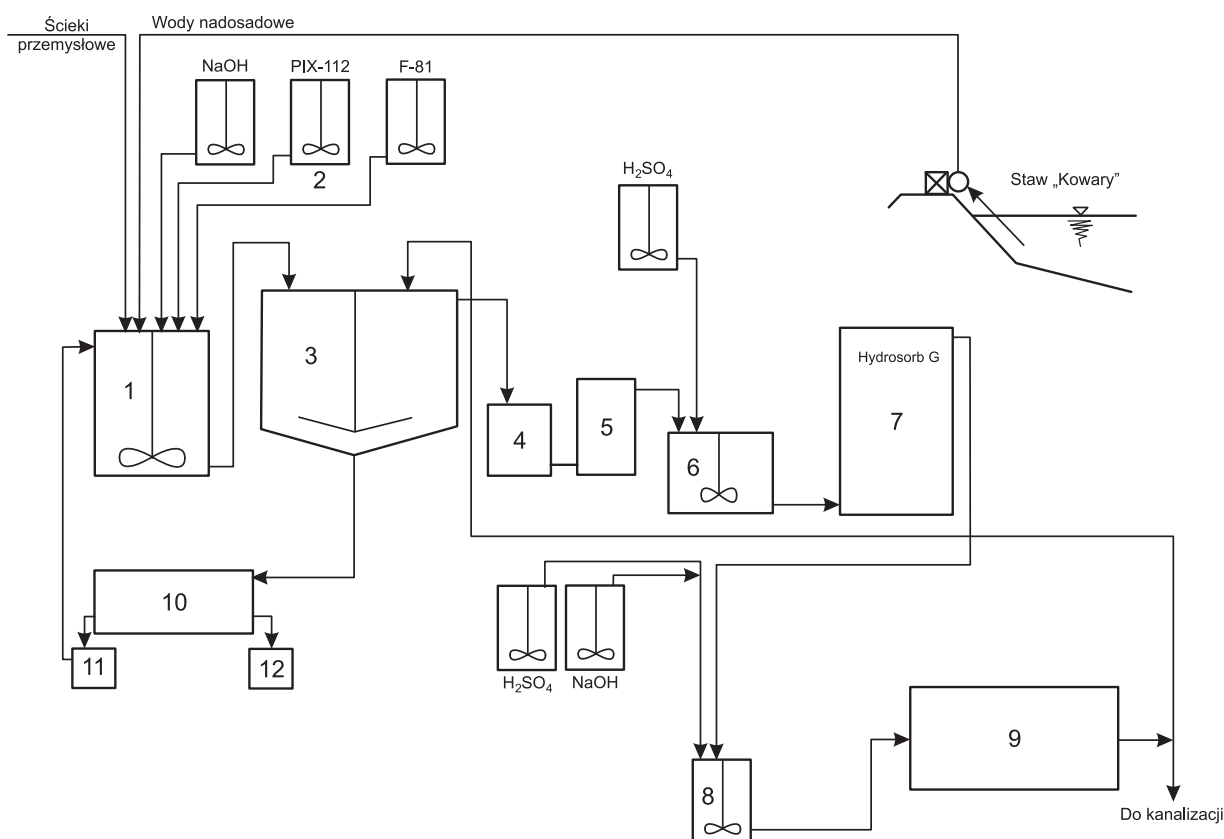 Ścieki
przemysłowe
Wody nadosadowe
NaOH
PIX-112
F-81
2
H₂SO₄
Staw „Kowary”
3
Hydrosorb G
1
4
5
7
6
10
11
12
H₂SO₄
NaOH
9
8
Do kanalizacji